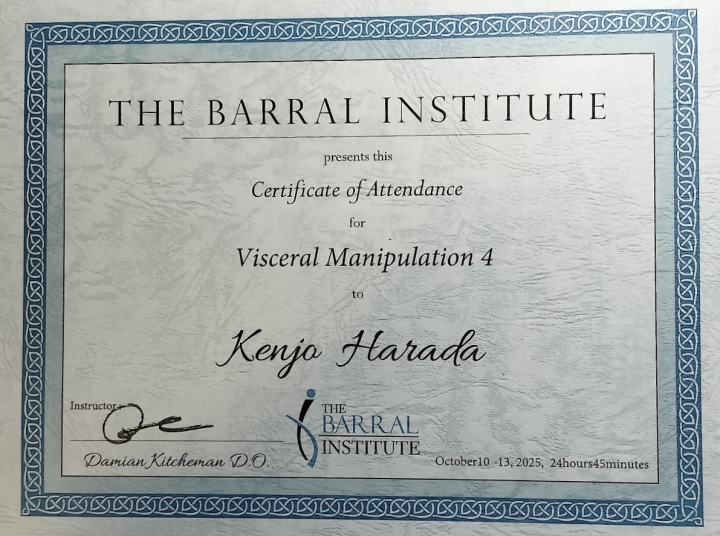 THE BARRAL INSTITUTE
presents this
Certificate of Attendance
for
Visceral Manipulation 4
to
Kenjo Harada
Instructor
Damian Kitcheman D.O.
THE
BARRAL
INSTITUTE
October10 -13, 2025, 24hours45minutes